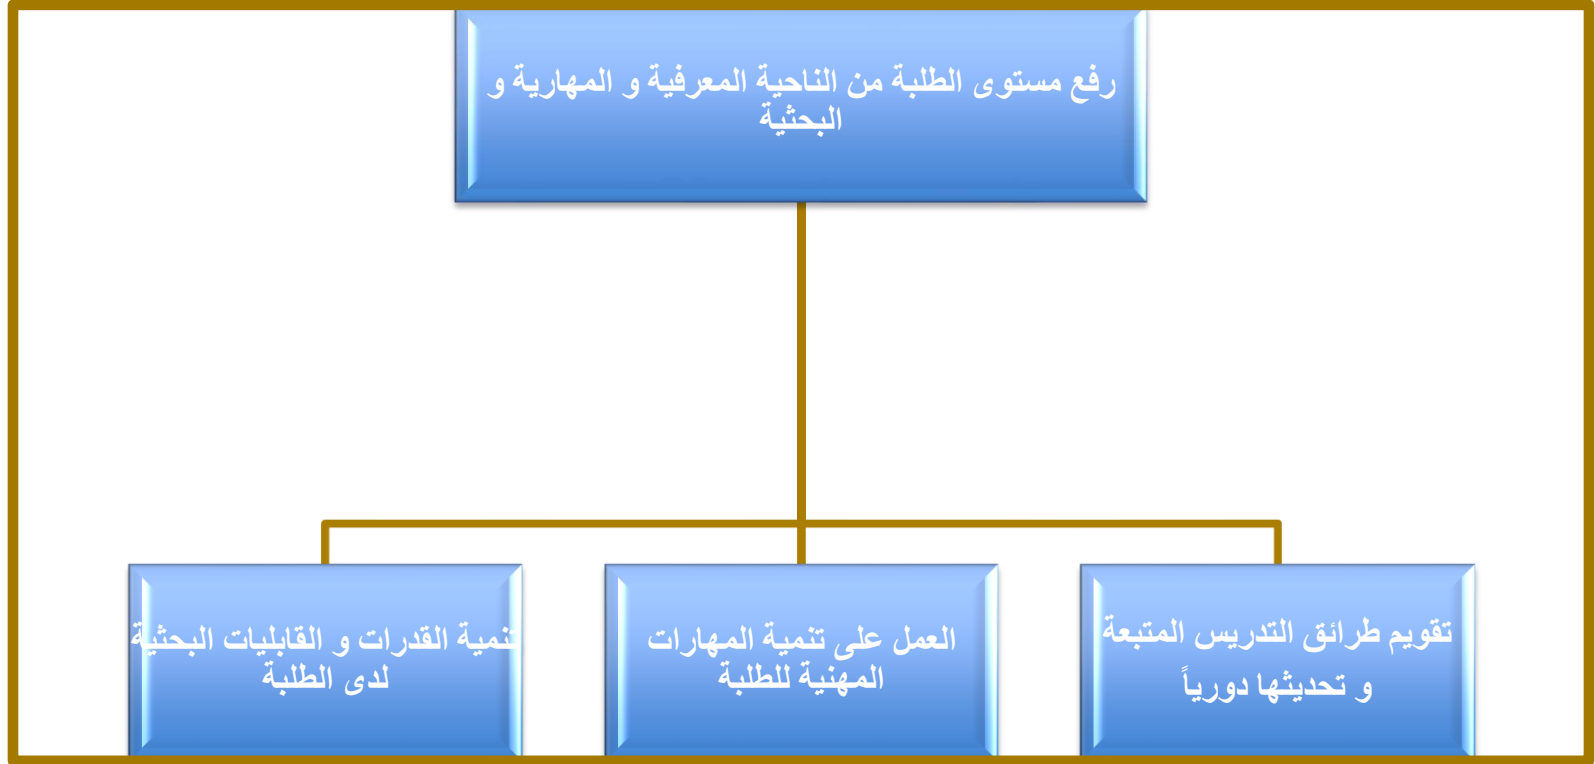 رفع مستوى الطلبة من الناحية المعرفية و المهارية و
البحثية
تقويم طرائق التدريس المتبعة
و تحديثها دورياً
العمل على تنمية المهارات
المهنية للطلبة
تنمية القدرات و القابليات البحثية
لدى الطلبة